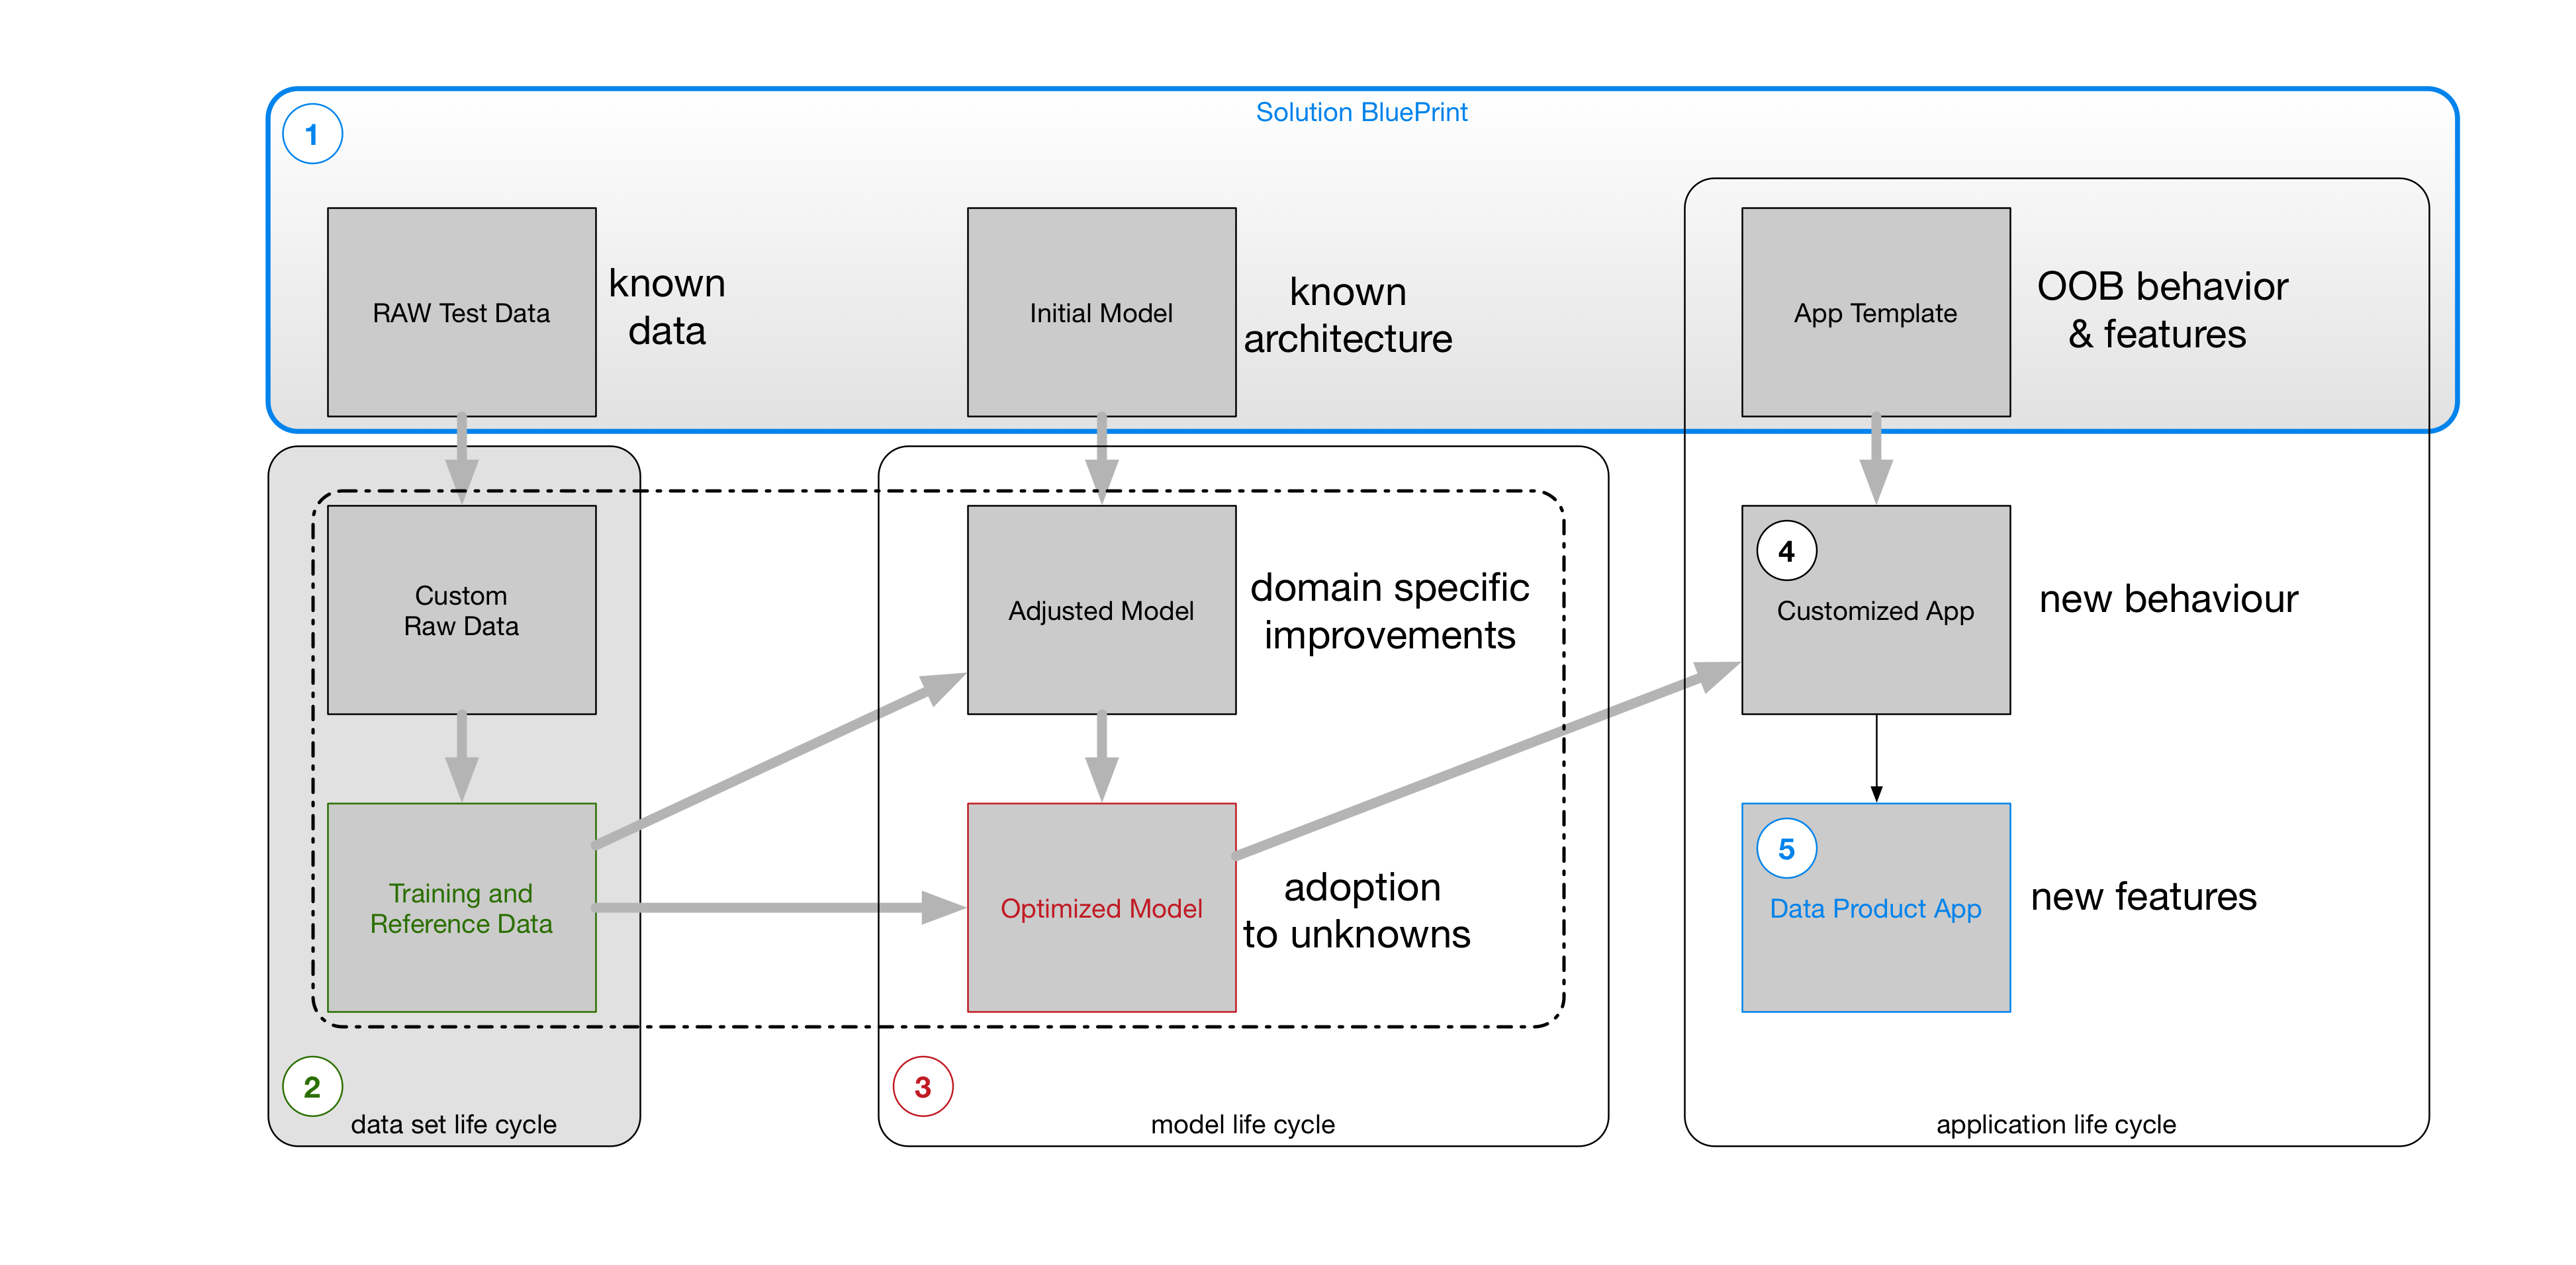 Solution BluePrint
1
RAW Test Data
known
data
Initial Model
known
architecture
App Template
OOB behavior
& features
Custom
Raw Data
Adjusted Model
domain specific
improvements
4
Customized App
new behaviour
Training and
Reference Data
Optimized Model
adoption
to unknowns
5
Data Product App
new features
2
data set life cycle
3
model life cycle
application life cycle